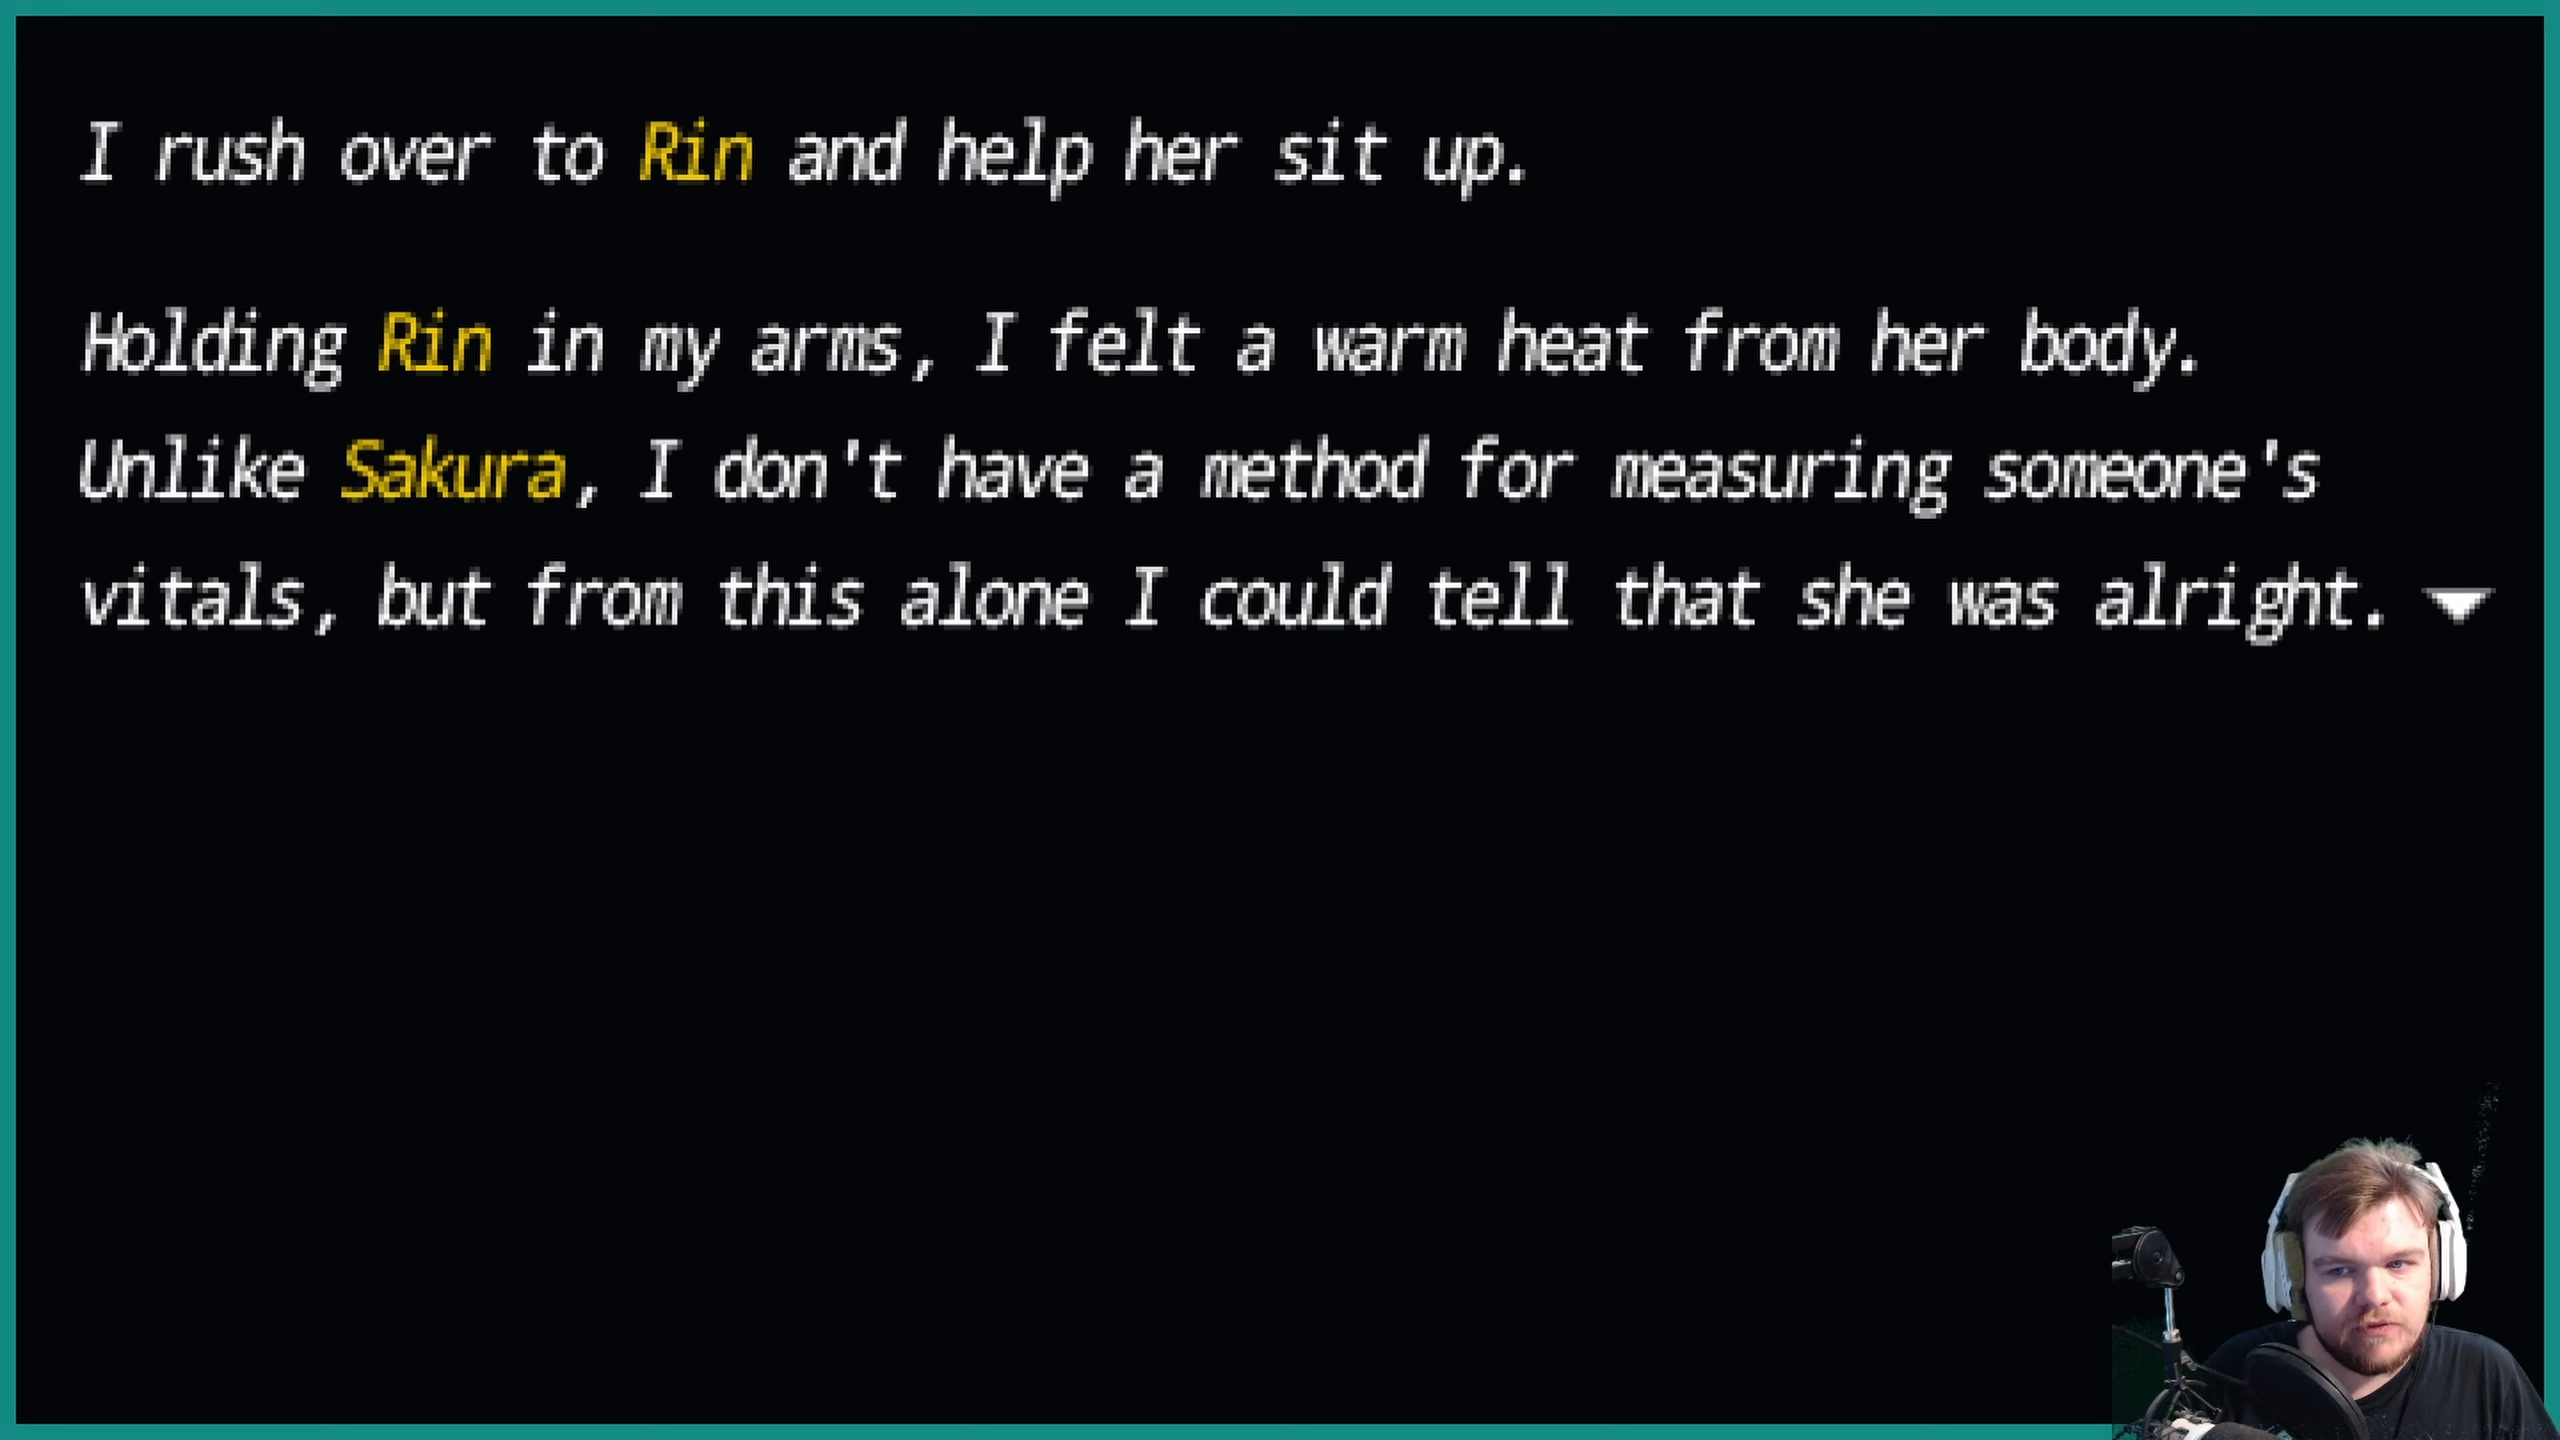 I rush over to Rin and help her sit up.
Holding Rin in my arms, I felt a warm heat from her body.
Unlike Sakura, I don't have a method for measuring someone's
vitals, but from this alone I could tell that she was alright.